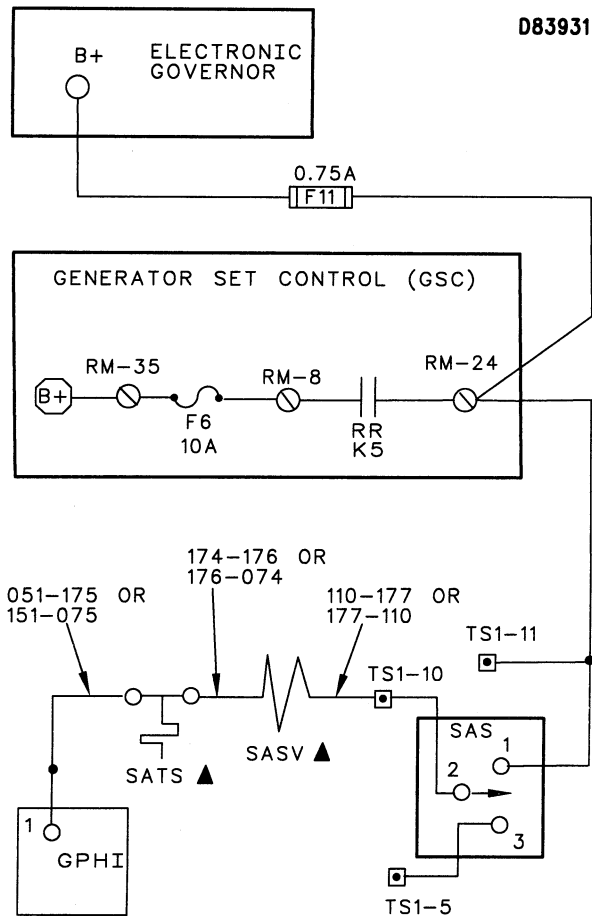 D83931
B+
ELECTRONIC
GOVERNOR
0.75A
F11
GENERATOR SET CONTROL (GSC)
RM-35
RM-8
RM-24
B+
F6
10A
RR
K5
174-176 OR
176-074
051-175 OR
151-075
110-177 OR
177-110
TS1-11
TS1-10
SATS ▲
SASV ▲
SAS
1
2
3
1
GPHI
TS1-5